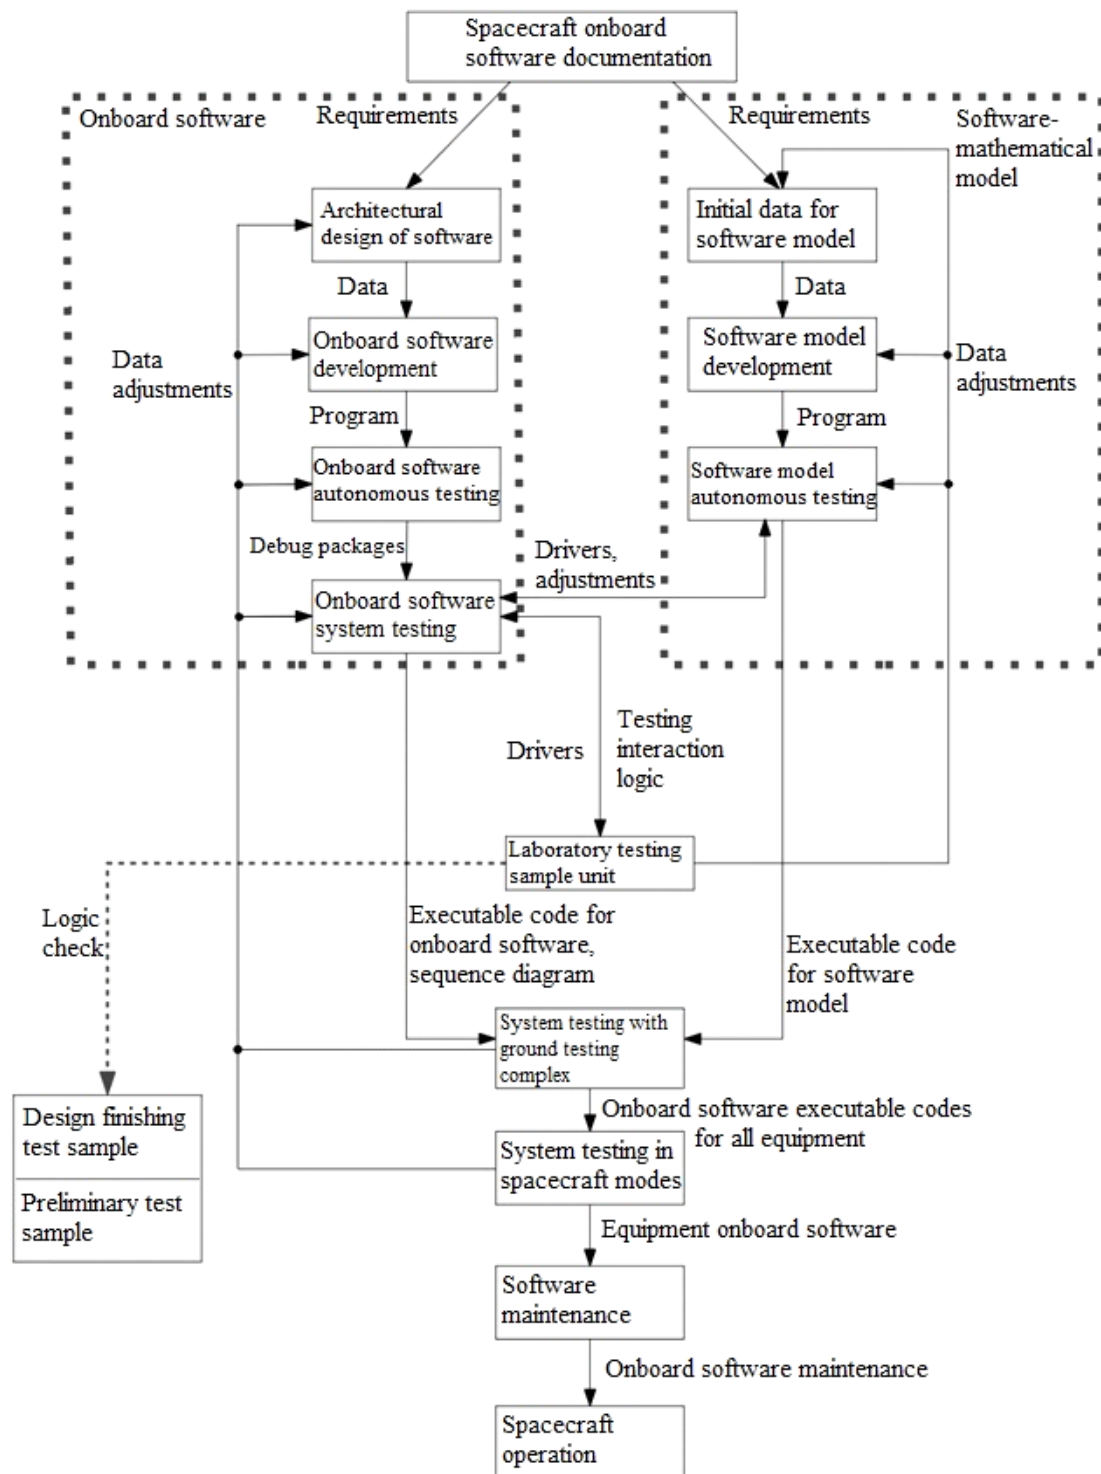 Spacecraft onboard
software documentation
Onboard software
Requirements
Requirements
Software-
mathematical
model
Architectural
design of software
Initial data for
software model
Data
Data
Onboard software
development
Software model
development
Data
adjustments
Data
adjustments
Program
Program
Onboard software
autonomous testing
Software model
autonomous testing
Debug packages
Drivers,
adjustments
Onboard software
system testing
Drivers
Testing
interaction
logic
Laboratory testing
sample unit
Logic
check
Executable code for
onboard software,
sequence diagram
Executable code
for software
model
System testing with
ground testing
complex
Design finishing
test sample
Preliminary test
sample
Onboard software executable codes
for all equipment
System testing in
spacecraft modes
Equipment onboard software
Software
maintenance
Onboard software maintenance
Spacecraft
operation